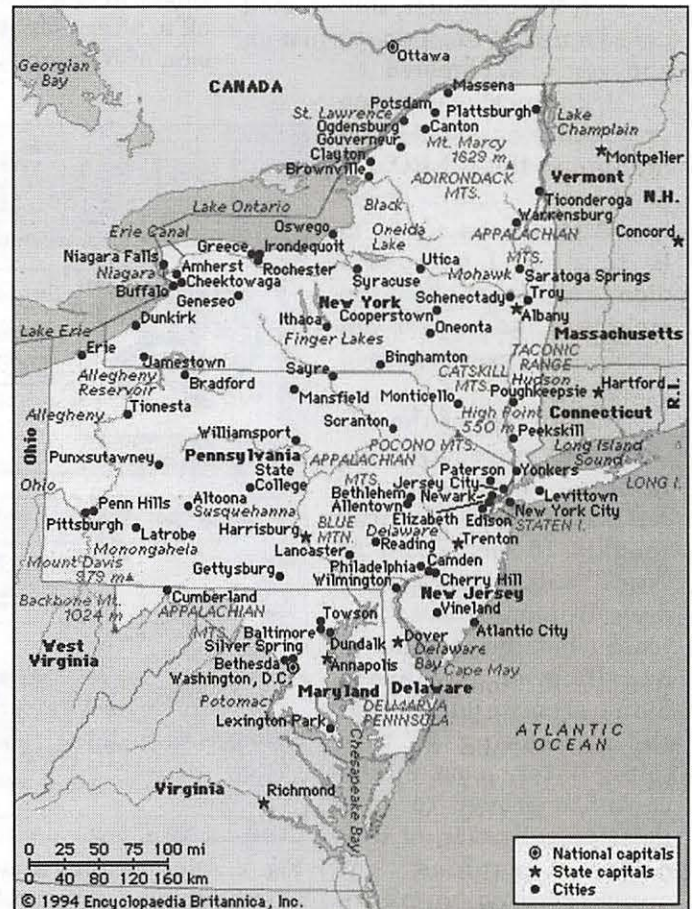 Georgian
Bay
CANADA
Ottawa
Massena
Potsdam
Plattsburgh
St. Lawrence
Ogdensburg
Canton
Lake
Champlain
Gouverneur
Mt. Marcy
1629 m
Clayton
Brownville
ADIRONDACK
MTS.
Montpelier
Vermont
Ticonderoga
N.H.
Lake Ontario
Black
Warrensburg
Erie Canal
Oswego
Oneida
Lake
APPALACHIAN
MTS.
Concord
Greece
Irondequoit
Niagara Falls
Amherst
Rochester
Niagara
Cheektowaga
Buffalo
Geneseo
Syracuse
Utica
Mohawk
Saratoga Springs
New York
Schenectady
Troy
Albany
Cooperstown
Dunkirk
Ithaca
Finger Lakes
Oneonta
Massachusetts
Lake Erie
Erie
Jamestown
Binghamton
TACONIC
RANGE
Allegheny
Reservoir
Bradford
Sayre
CATSKILL
MTS.
Hudson
Poughkeepsie
Hartford
R.I.
Mansfield
Monticello
Connecticut
Allegheny
Tionesta
Scranton
High Point
550 m
Peekskill
Williamsport
POCONO MTS.
Long Island
Sound
Ohio
Punxsutawney
Pennsylvania
APPALACHIAN
MTS.
Paterson
Yonkers
LONG I.
State
College
Jersey City
Bethlehem
Newark
Levittown
Ohio
Penn Hills
Altoona
Allentown
New York City
Susquehanna
Elizabeth
Edison
STATEN I.
Pittsburgh
Latrobe
Harrisburg
BLUE
MTN.
Delaware
Reading
Trenton
Monongahela
Lancaster
Mount Davis
979 m
Gettysburg
Philadelphia
Camden
Wilmington
Cherry Hill
New Jersey
Backbone Mt.
1024 m
Cumberland
APPALACHIAN
MTS.
Vineland
Towson
Baltimore
Dundalk
Dover
Atlantic City
West
Virginia
Silver Spring
Delaware
Bay
Bethesda
Annapolis
Cape May
Washington, D.C.
Maryland
Delaware
Potomac
DELMARVA
PENINSULA
Lexington Park
ATLANTIC
OCEAN
Chesapeake Bay
Virginia
Richmond
0 25 50 75 100 mi
0 40 80 120 160 km
National capitals
State capitals
Cities
© 1994 Encyclopaedia Britannica, Inc.